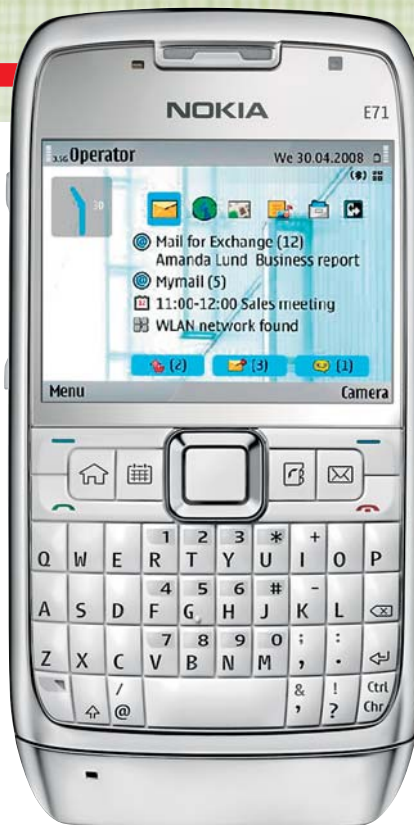 NOKIA E71
3.5G Operator We 30.04.2008
30
Mail for Exchange (12)
Amanda Lund Business report
Mymail (5)
11:00-12:00 Sales meeting
WLAN network found
(2) (3) (1)
Menu Camera
1 2 3 * +
Q W E R T Y U I O P
4 5 6 # -
A S D F G H J K L
7 8 9 0 ; :
Z X C V B N M , .
/ & ! Ctrl
@ ' ? Chr